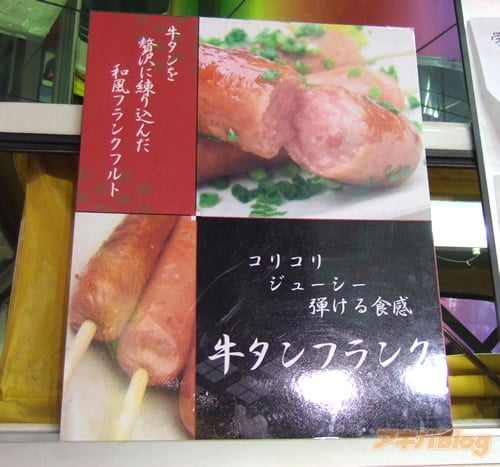 牛タンを
贅沢に練り込んだ
和風フランクフルト
コリコリ
ジューシー
弾ける食感
牛タンフランク
アキバBlog